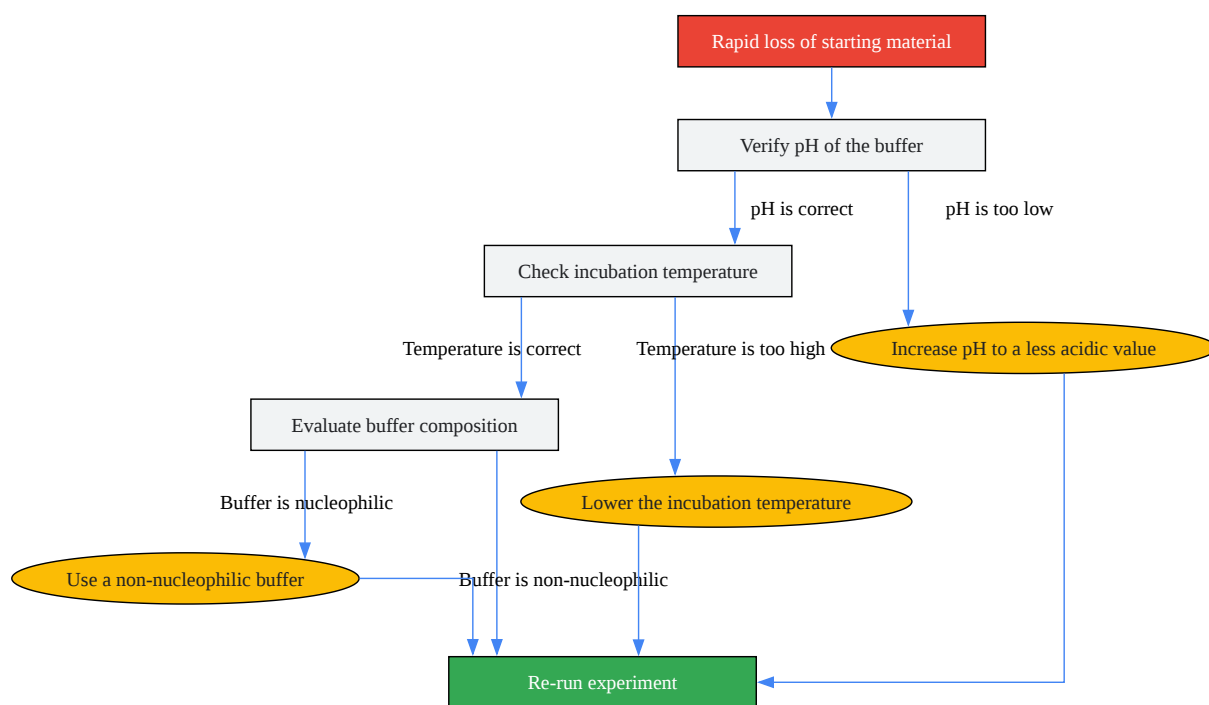 Rapid loss of starting material
Verify pH of the buffer
pH is correct
pH is too low
Check incubation temperature
Temperature is correct
Temperature is too high
Increase pH to a less acidic value
Evaluate buffer composition
Buffer is nucleophilic
Lower the incubation temperature
Use a non-nucleophilic buffer
Buffer is non-nucleophilic
Re-run experiment